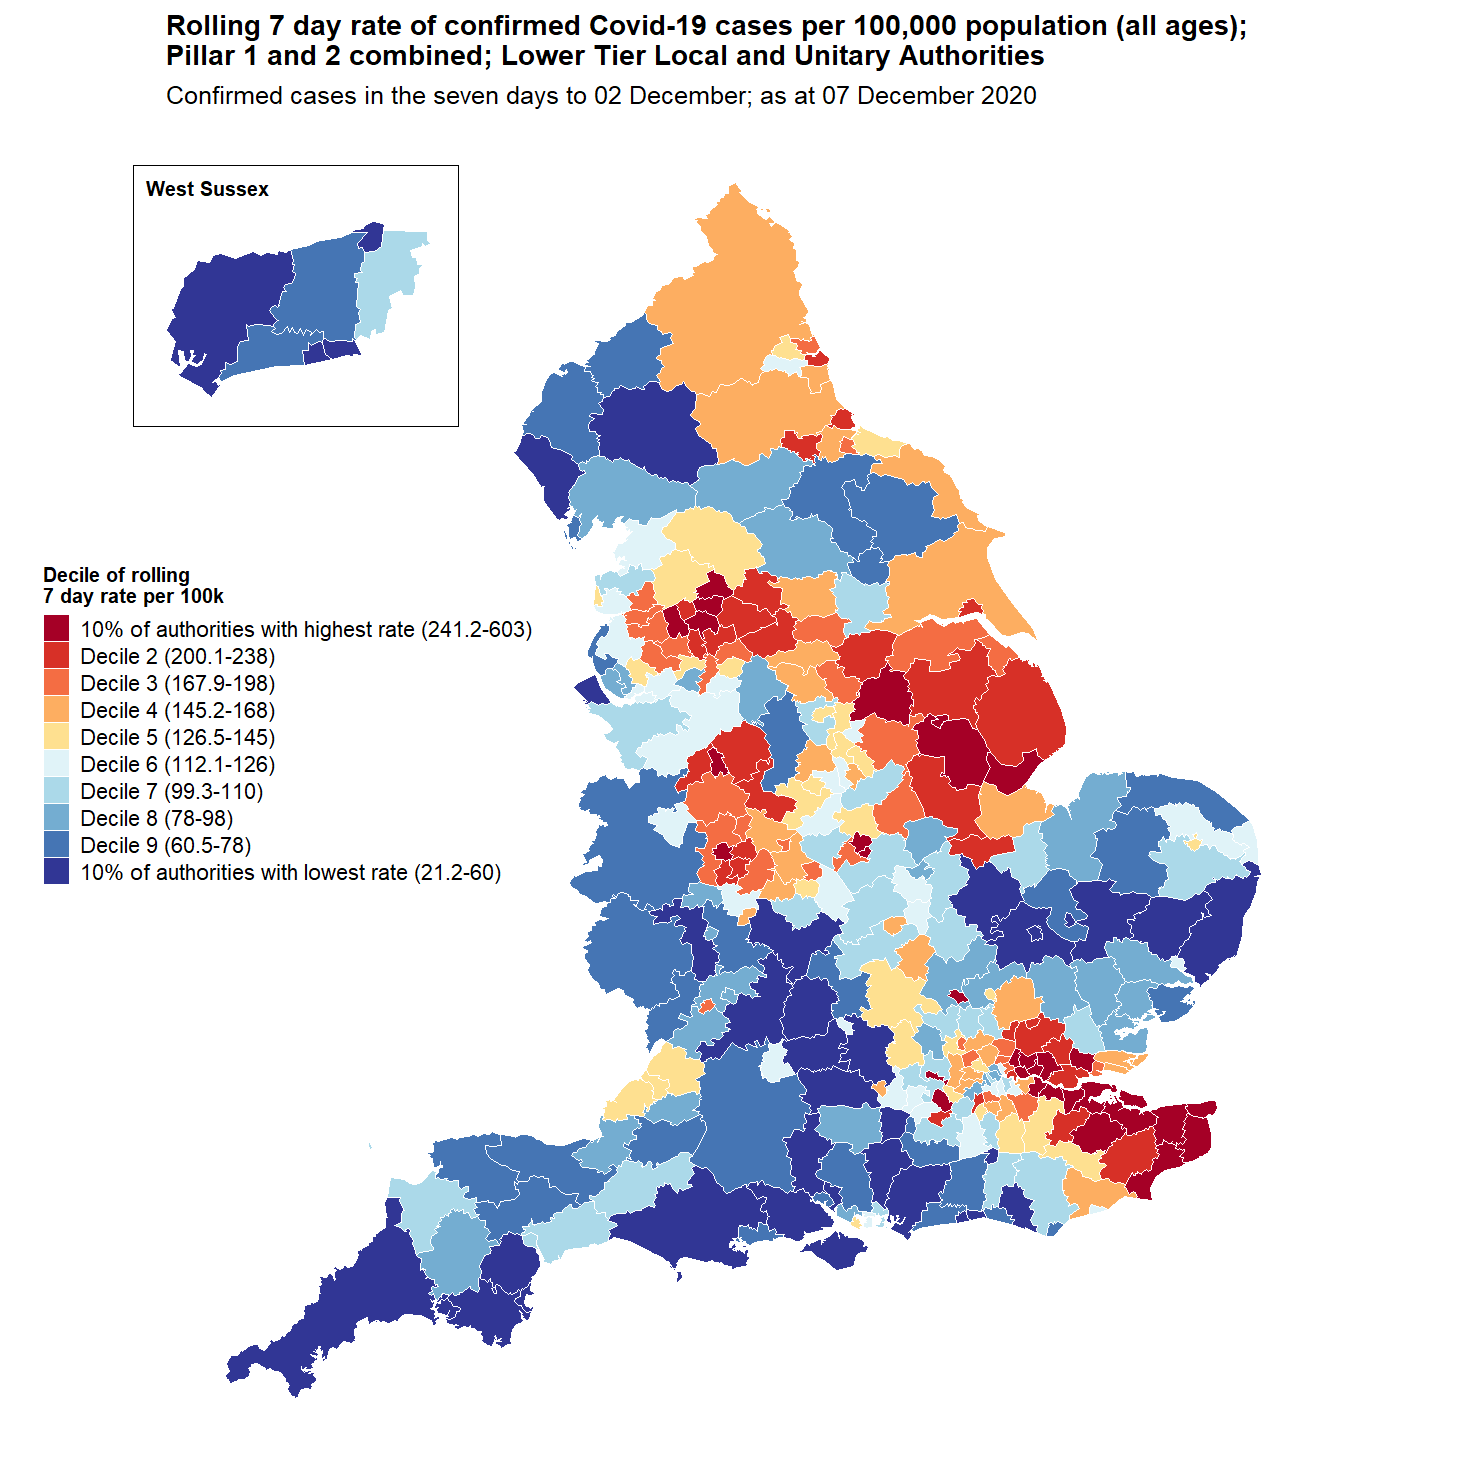 Rolling 7 day rate of confirmed Covid-19 cases per 100,000 population (all ages);
Pillar 1 and 2 combined; Lower Tier Local and Unitary Authorities
Confirmed cases in the seven days to 02 December; as at 07 December 2020
West Sussex
Decile of rolling
7 day rate per 100k
10% of authorities with highest rate (241.2-603)
Decile 2 (200.1-238)
Decile 3 (167.9-198)
Decile 4 (145.2-168)
Decile 5 (126.5-145)
Decile 6 (112.1-126)
Decile 7 (99.3-110)
Decile 8 (78-98)
Decile 9 (60.5-78)
10% of authorities with lowest rate (21.2-60)